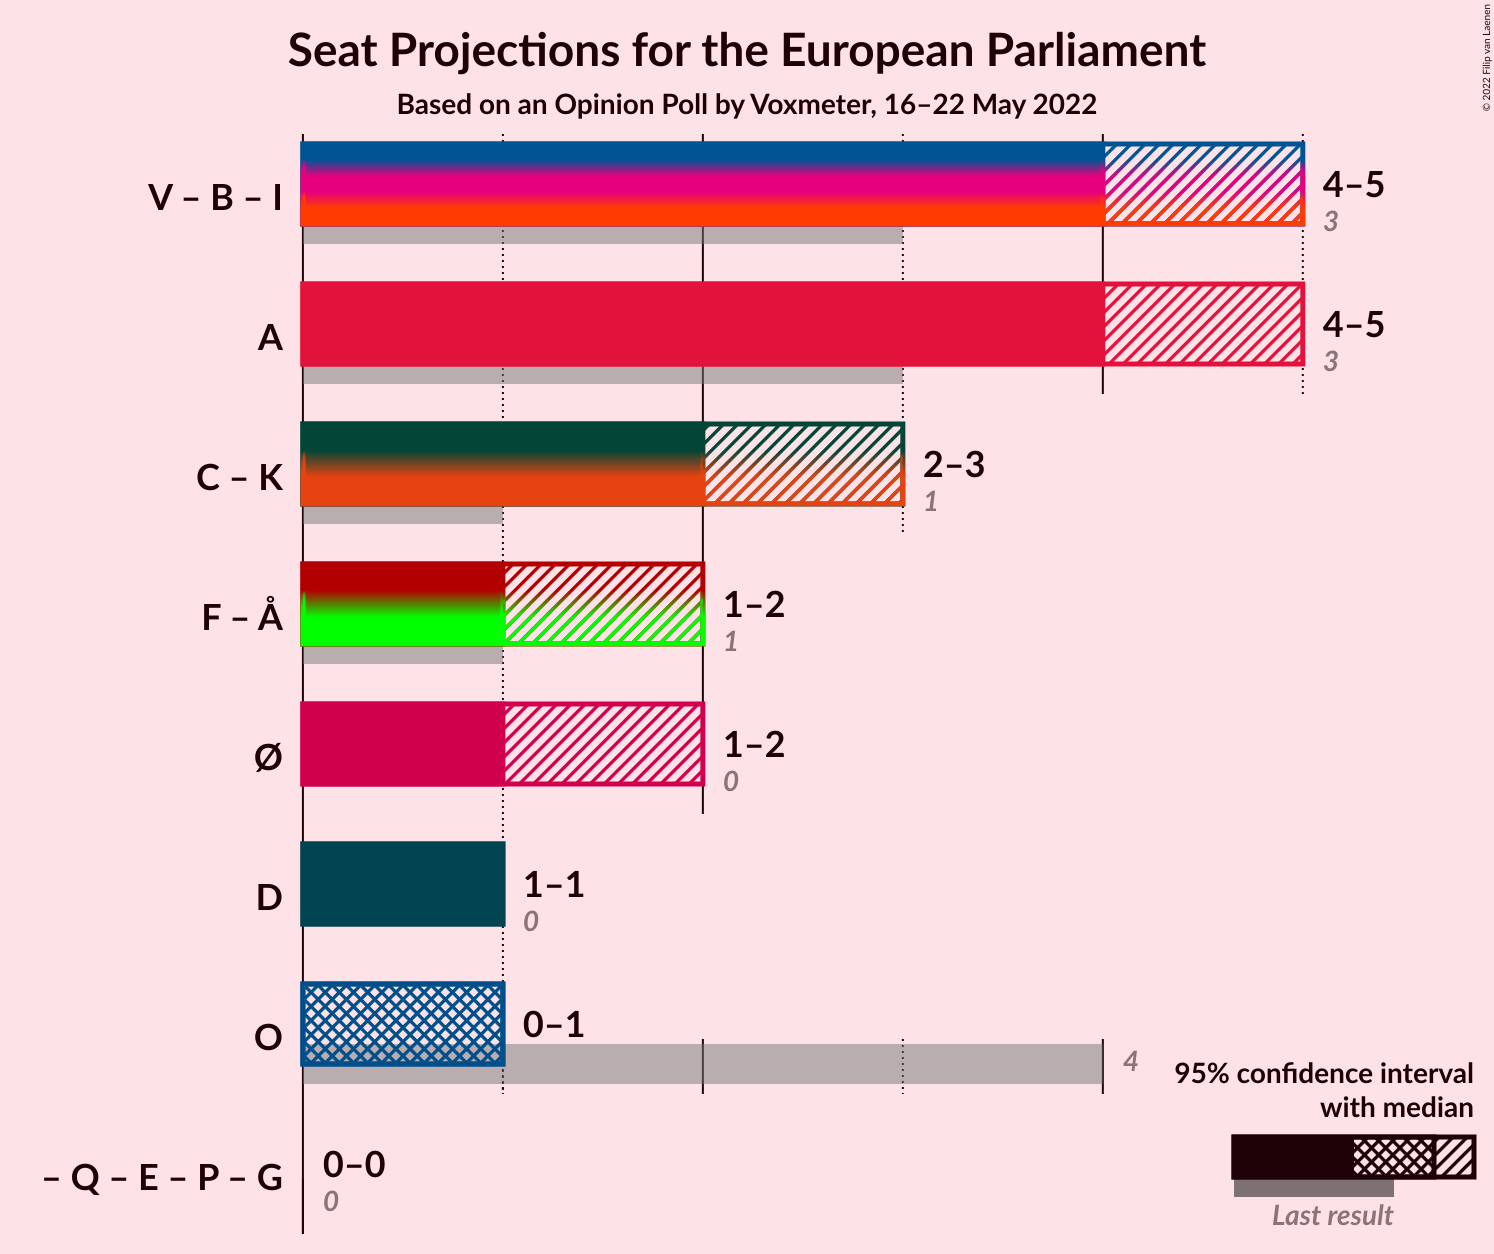 Seat Projections for the European Parliament
Based on an Opinion Poll by Voxmeter, 16–22 May 2022
© 2022 Filip van Laenen
V – B – I
4–5
3
A
4–5
3
C – K
2–3
1
F – Å
1–2
1
Ø
1–2
0
D
1–1
0
O
0–1
4
– Q – E – P – G
0–0
0
95% confidence interval
with median
Last result